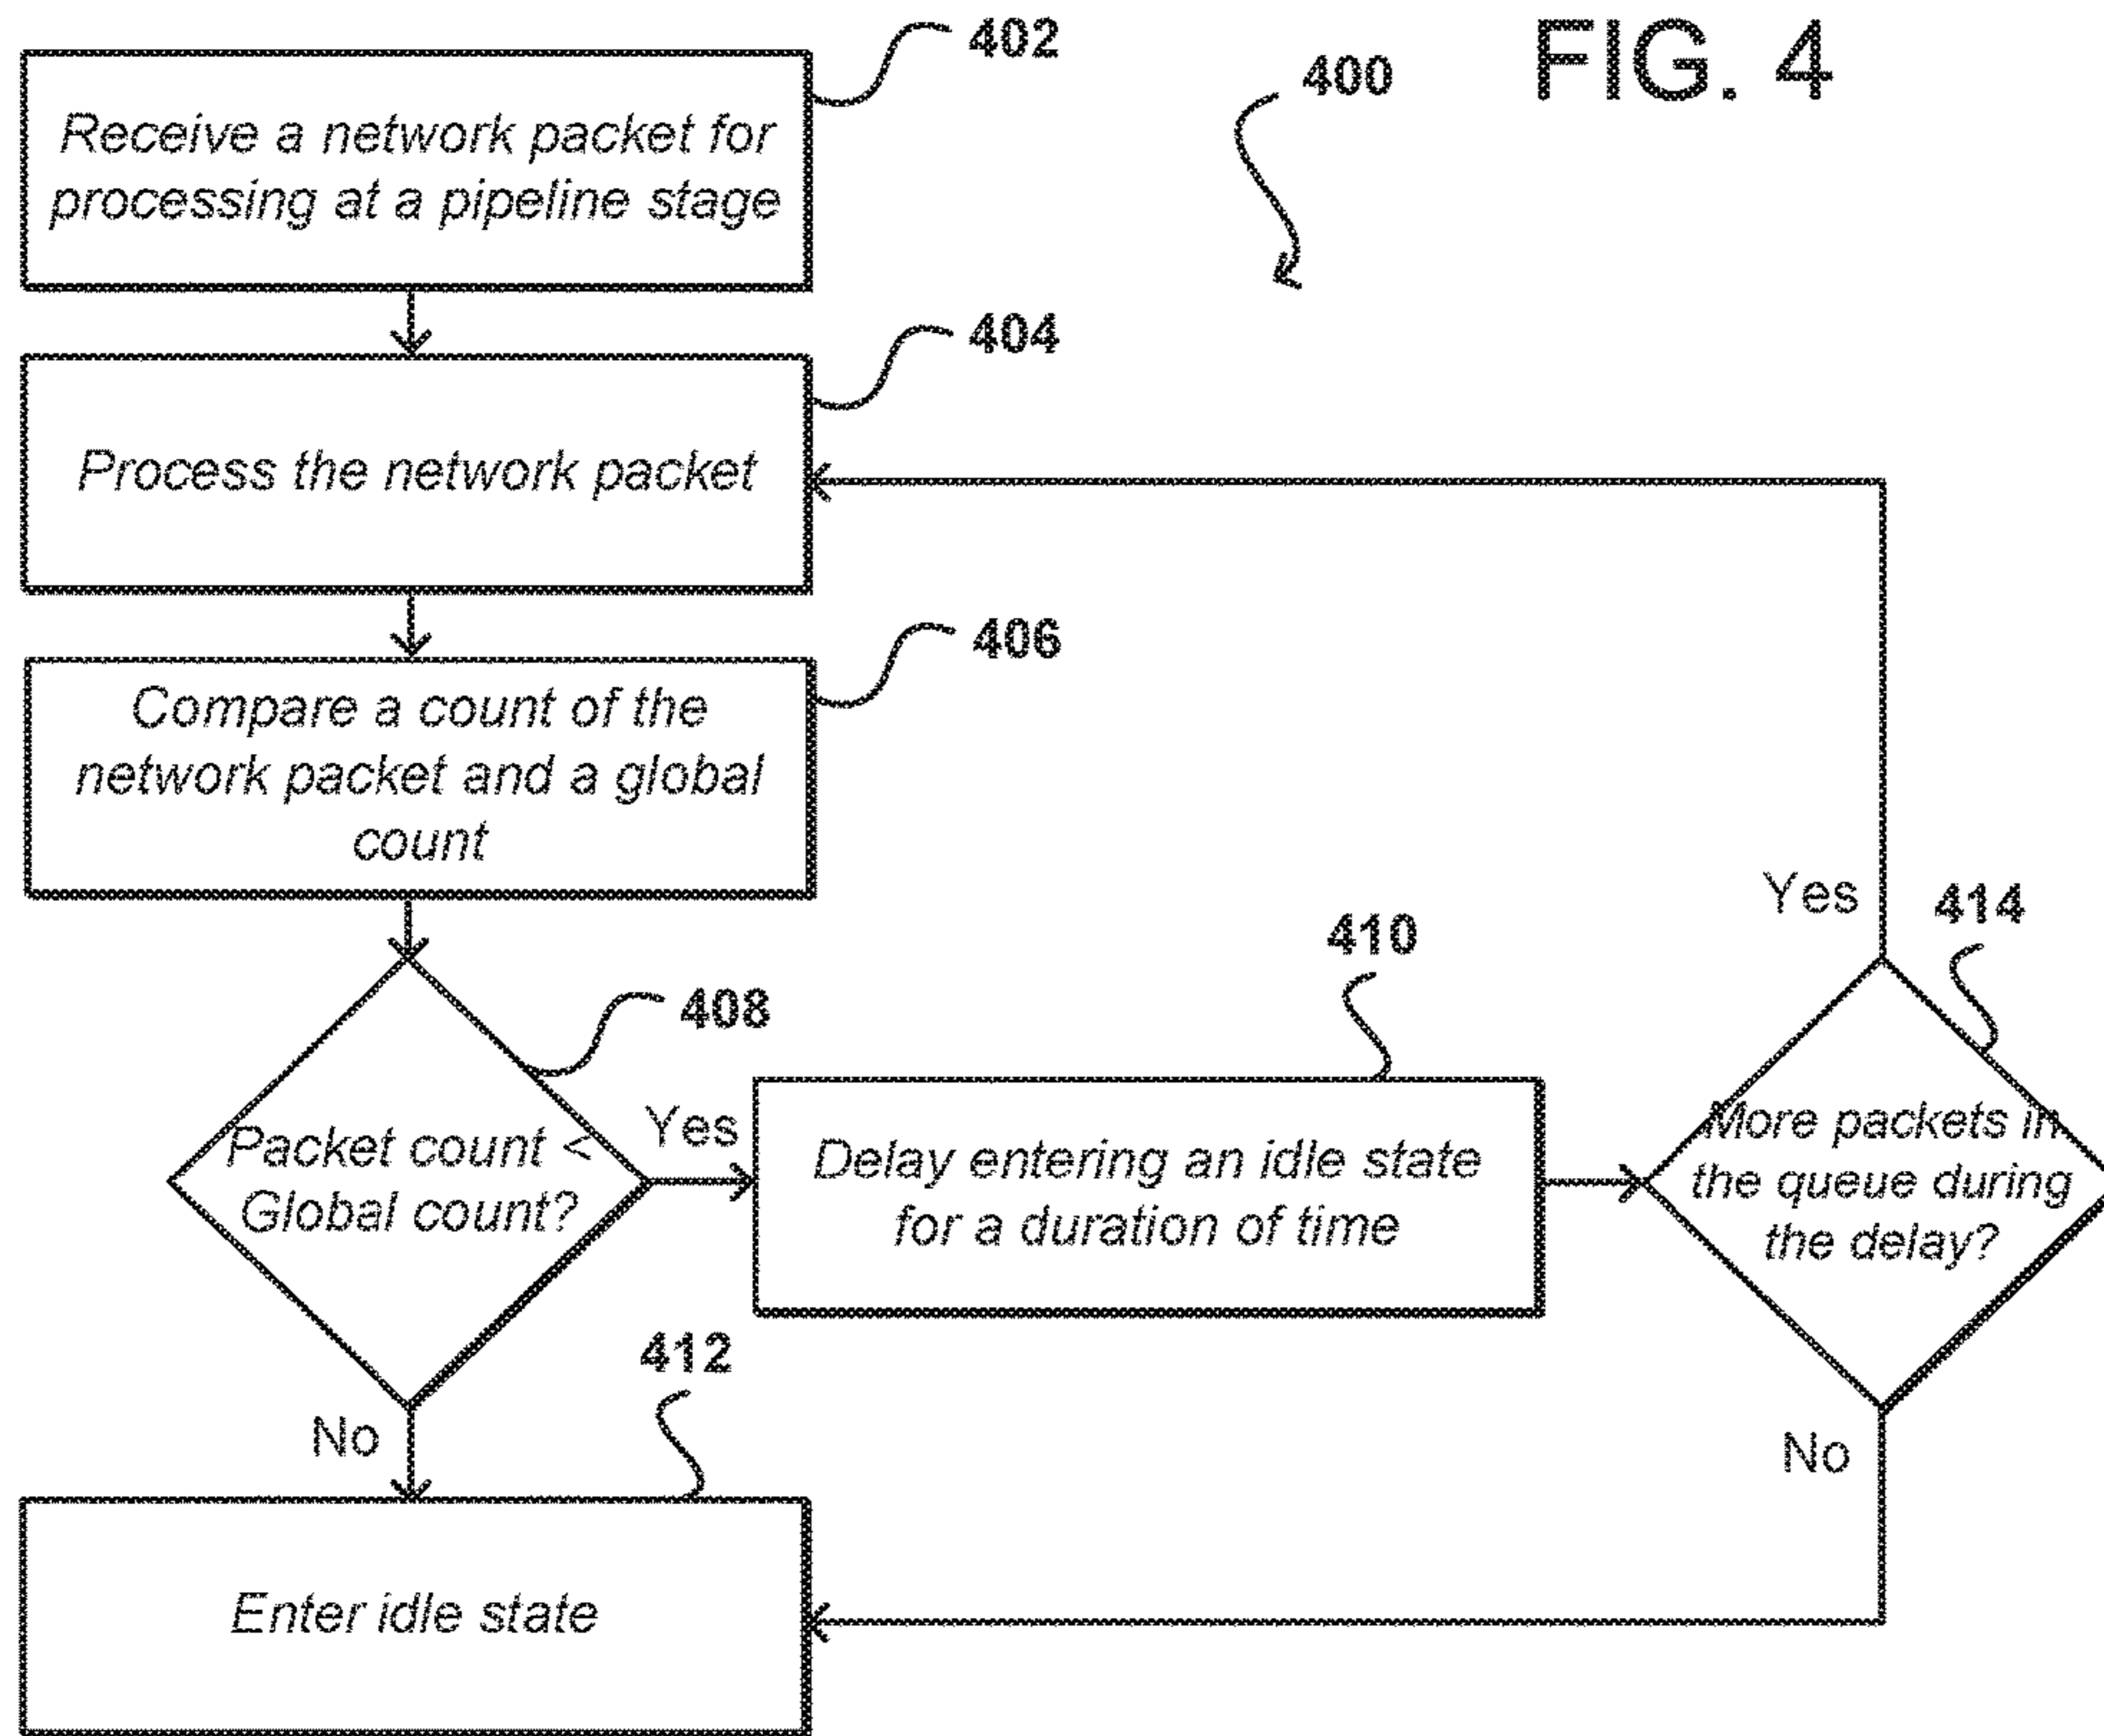 FIG. 4
400
402
Receive a network packet for
processing at a pipeline stage
404
Process the network packet
406
Compare a count of the
network packet and a global
count
408
Packet count <
Global count?
Yes
No
410
Delay entering an idle state
for a duration of time
414
More packets in
the queue during
the delay?
Yes
No
412
Enter idle state